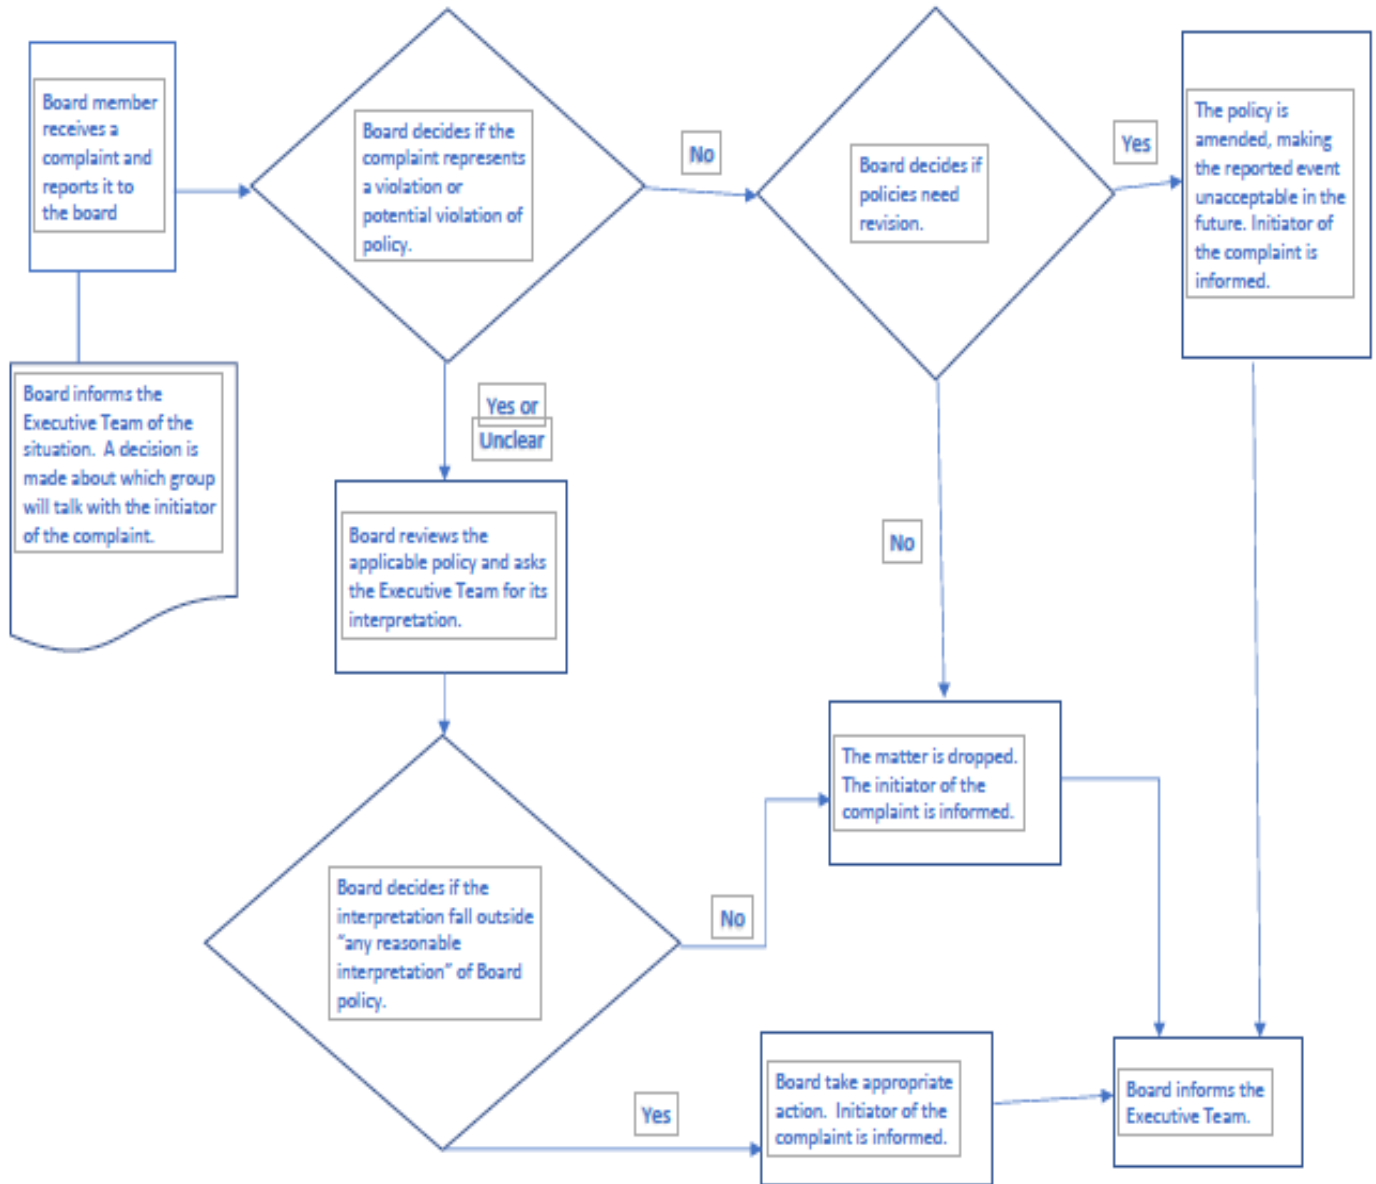 Board member
receives a
complaint and
reports it to
the board
Board decides if the
complaint represents
a violation or
potential violation of
policy.
No
Board decides if
policies need
revision.
Yes
The policy is
amended, making
the reported event
unacceptable in the
future. Initiator of
the complaint is
informed.
Board informs the
Executive Team of the
situation. A decision is
made about which group
will talk with the initiator
of the complaint.
Yes or
Unclear
Board reviews the
applicable policy and asks
the Executive Team for its
interpretation.
No
The matter is dropped.
The initiator of the
complaint is informed.
Board decides if the
interpretation fall outside
"any reasonable
interpretation" of Board
policy.
No
Yes
Board take appropriate
action. Initiator of the
complaint is informed.
Board informs the
Executive Team.